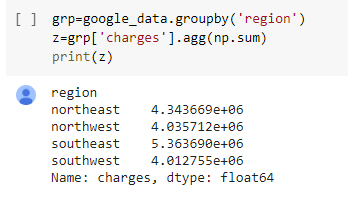 [ ] grp=google_data.groupby('region')
z=grp['charges'].agg(np.sum)
print(z)
region
northeast    4.343669e+06
northwest    4.035712e+06
southeast    5.363690e+06
southwest    4.012755e+06
Name: charges, dtype: float64